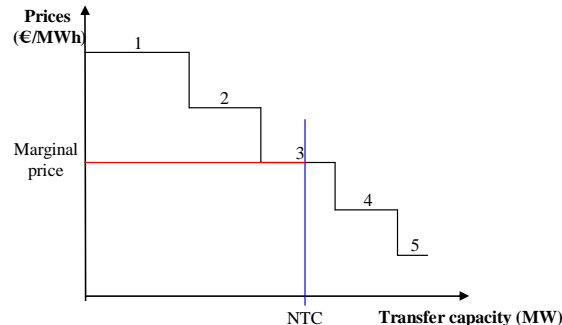 Prices
(€/MWh)
1
2
Marginal
price
3
4
5
NTC
Transfer capacity (MW)